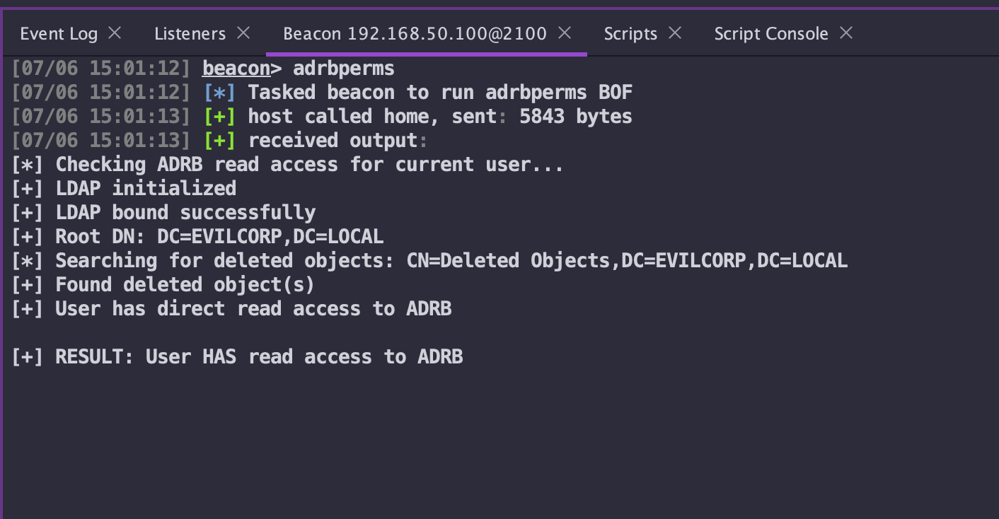 Event Log Listeners Beacon 192.168.50.100@2100 Scripts Script Console
[07/06 15:01:12] beacon> adrbperms
[07/06 15:01:12] [*] Tasked beacon to run adrbperms BOF
[07/06 15:01:13] [+] host called home, sent: 5843 bytes
[07/06 15:01:13] [+] received output:
[*] Checking ADRB read access for current user...
[+] LDAP initialized
[+] LDAP bound successfully
[+] Root DN: DC=EVILCORP,DC=LOCAL
[*] Searching for deleted objects: CN=Deleted Objects,DC=EVILCORP,DC=LOCAL
[+] Found deleted object(s)
[+] User has direct read access to ADRB
[+] RESULT: User HAS read access to ADRB